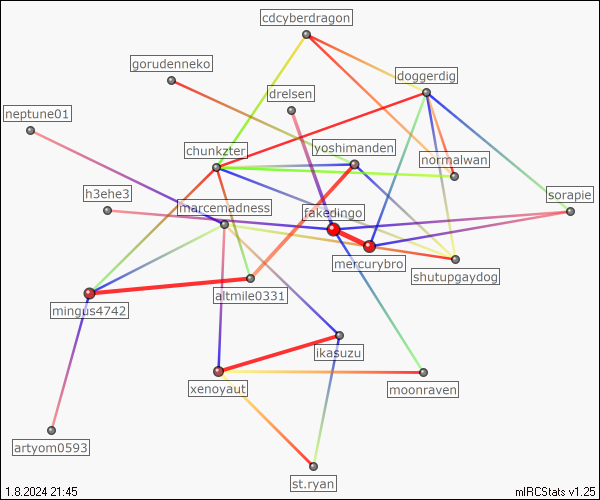 cdcyberdragon
gorudenneko
doggerdig
drelsen
neptune01
chunkzter
yoshimanden
normalwan
h3ehe3
marcemadness
fakedingo
sorapie
mercurybro
shutupgaydog
mingus4742
altmile0331
ikasuzu
xenoyaut
moonraven
artyom0593
st.ryan
1.8.2024 21:45
mIRCStats v1.25